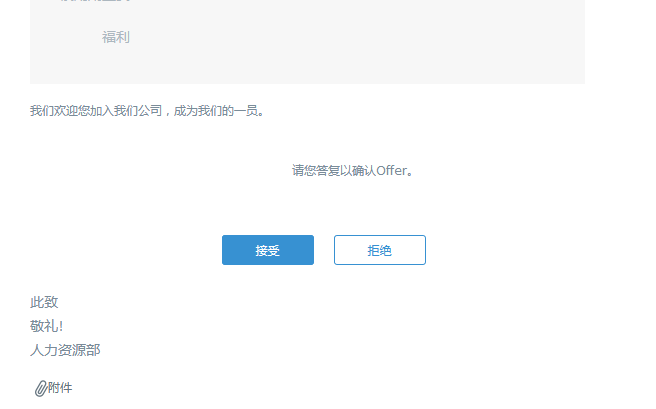 福利
我们欢迎您加入我们公司，成为我们的一员。
请您答复以确认Offer。
接受
拒绝
此致
敬礼！
人力资源部
附件